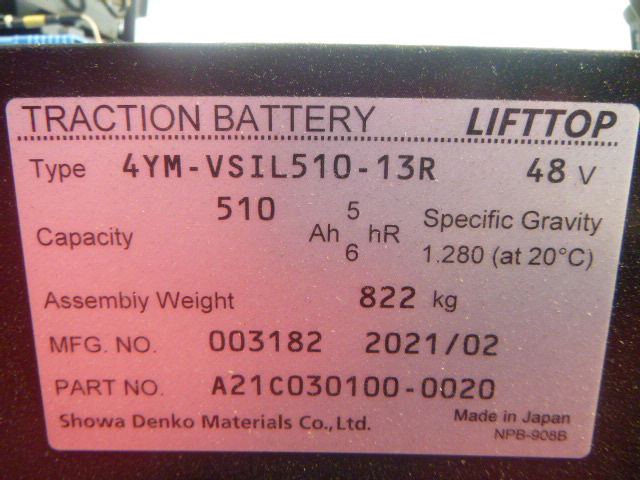 TRACTION BATTERY LIFTTOP
Type 4YM-VSIL510-13R 48 V
Capacity 510 Ah 5 hR Specific Gravity
6 1.280 (at 20°C)
Assembiy Weight 822 kg
MFG. NO. 003182 2021/02
PART NO. A21C030100-0020
Showa Denko Materials Co., Ltd. Made in Japan
NPB-908B